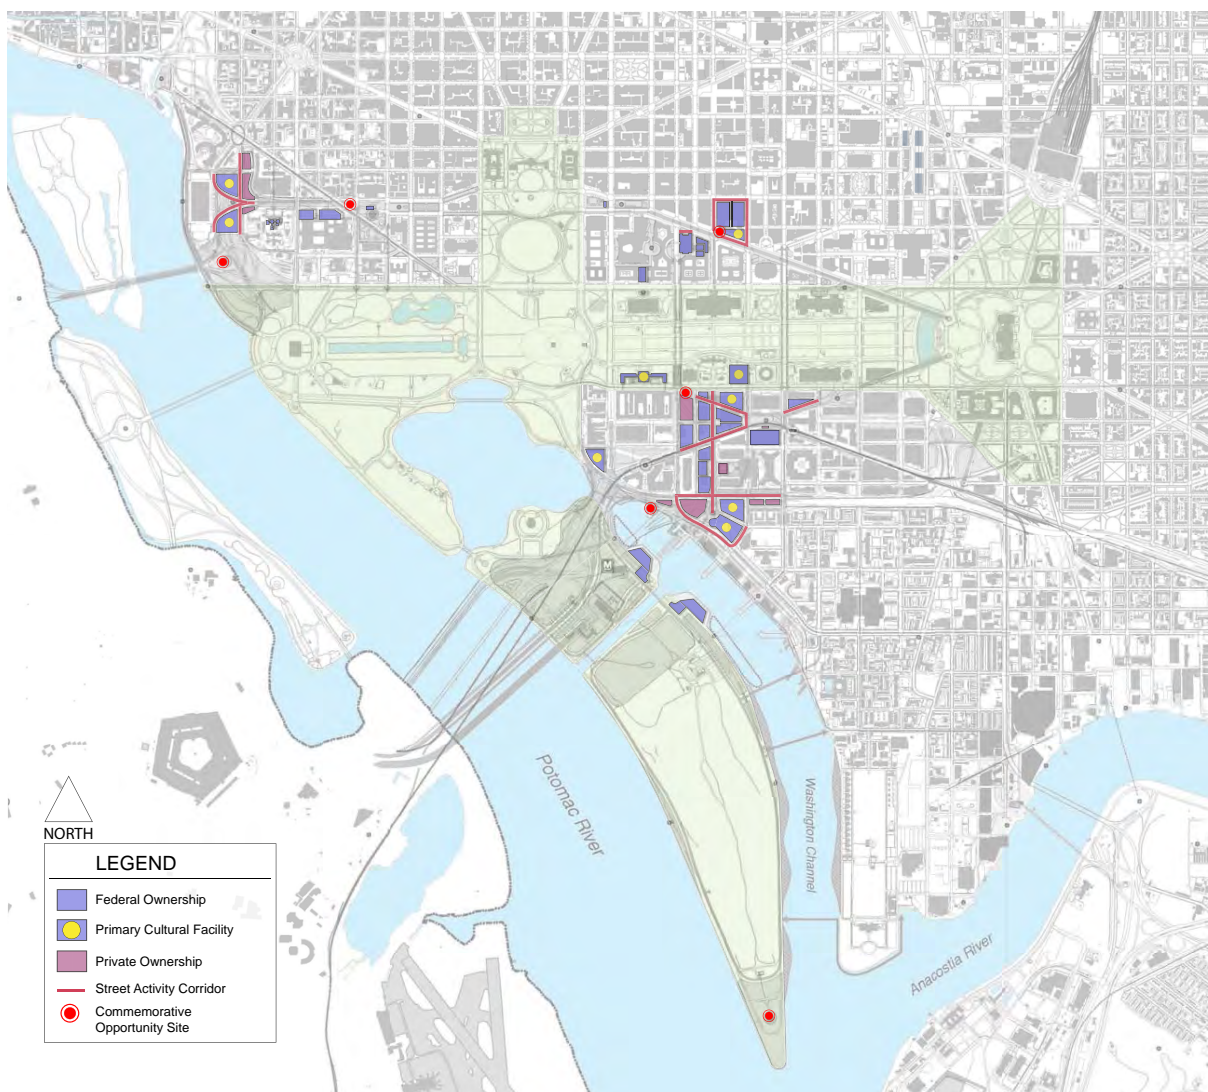 M
Potomac River
Washington Channel
Anacostia River
NORTH
LEGEND
Federal Ownership
Primary Cultural Facility
Private Ownership
Street Activity Corridor
Commemorative
Opportunity Site